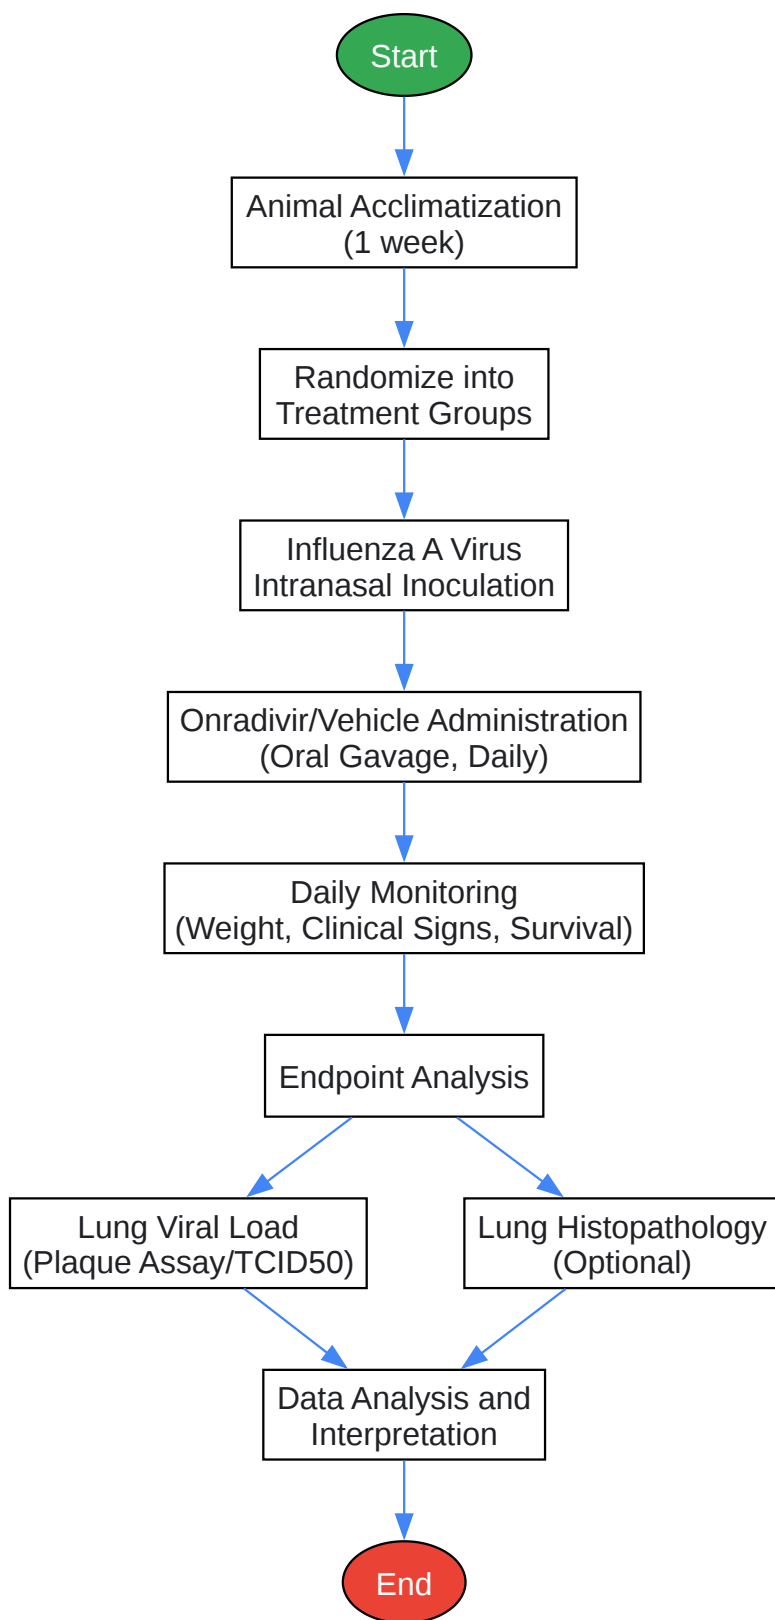 Start
Animal Acclimatization
(1 week)
Randomize into
Treatment Groups
Influenza A Virus
Intranasal Inoculation
Onradivir/Vehicle Administration
(Oral Gavage, Daily)
Daily Monitoring
(Weight, Clinical Signs, Survival)
Endpoint Analysis
Lung Viral Load
(Plaque Assay/TCID50)
Lung Histopathology
(Optional)
Data Analysis and
Interpretation
End